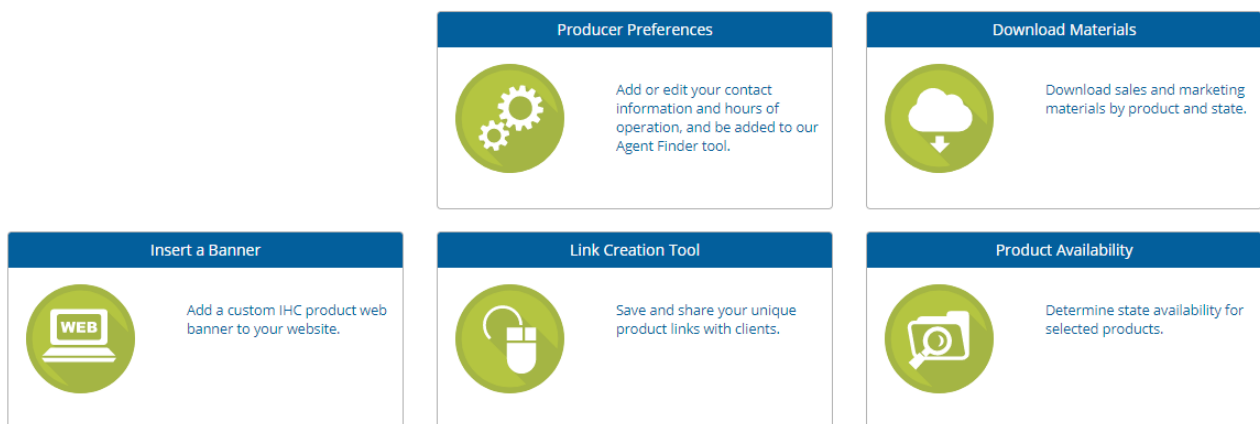 Producer Preferences
Add or edit your contact
information and hours of
operation, and be added to our
Agent Finder tool.
Download Materials
Download sales and marketing
materials by product and state.
Insert a Banner
WEB
Add a custom IHC product web
banner to your website.
Link Creation Tool
Save and share your unique
product links with clients.
Product Availability
Determine state availability for
selected products.